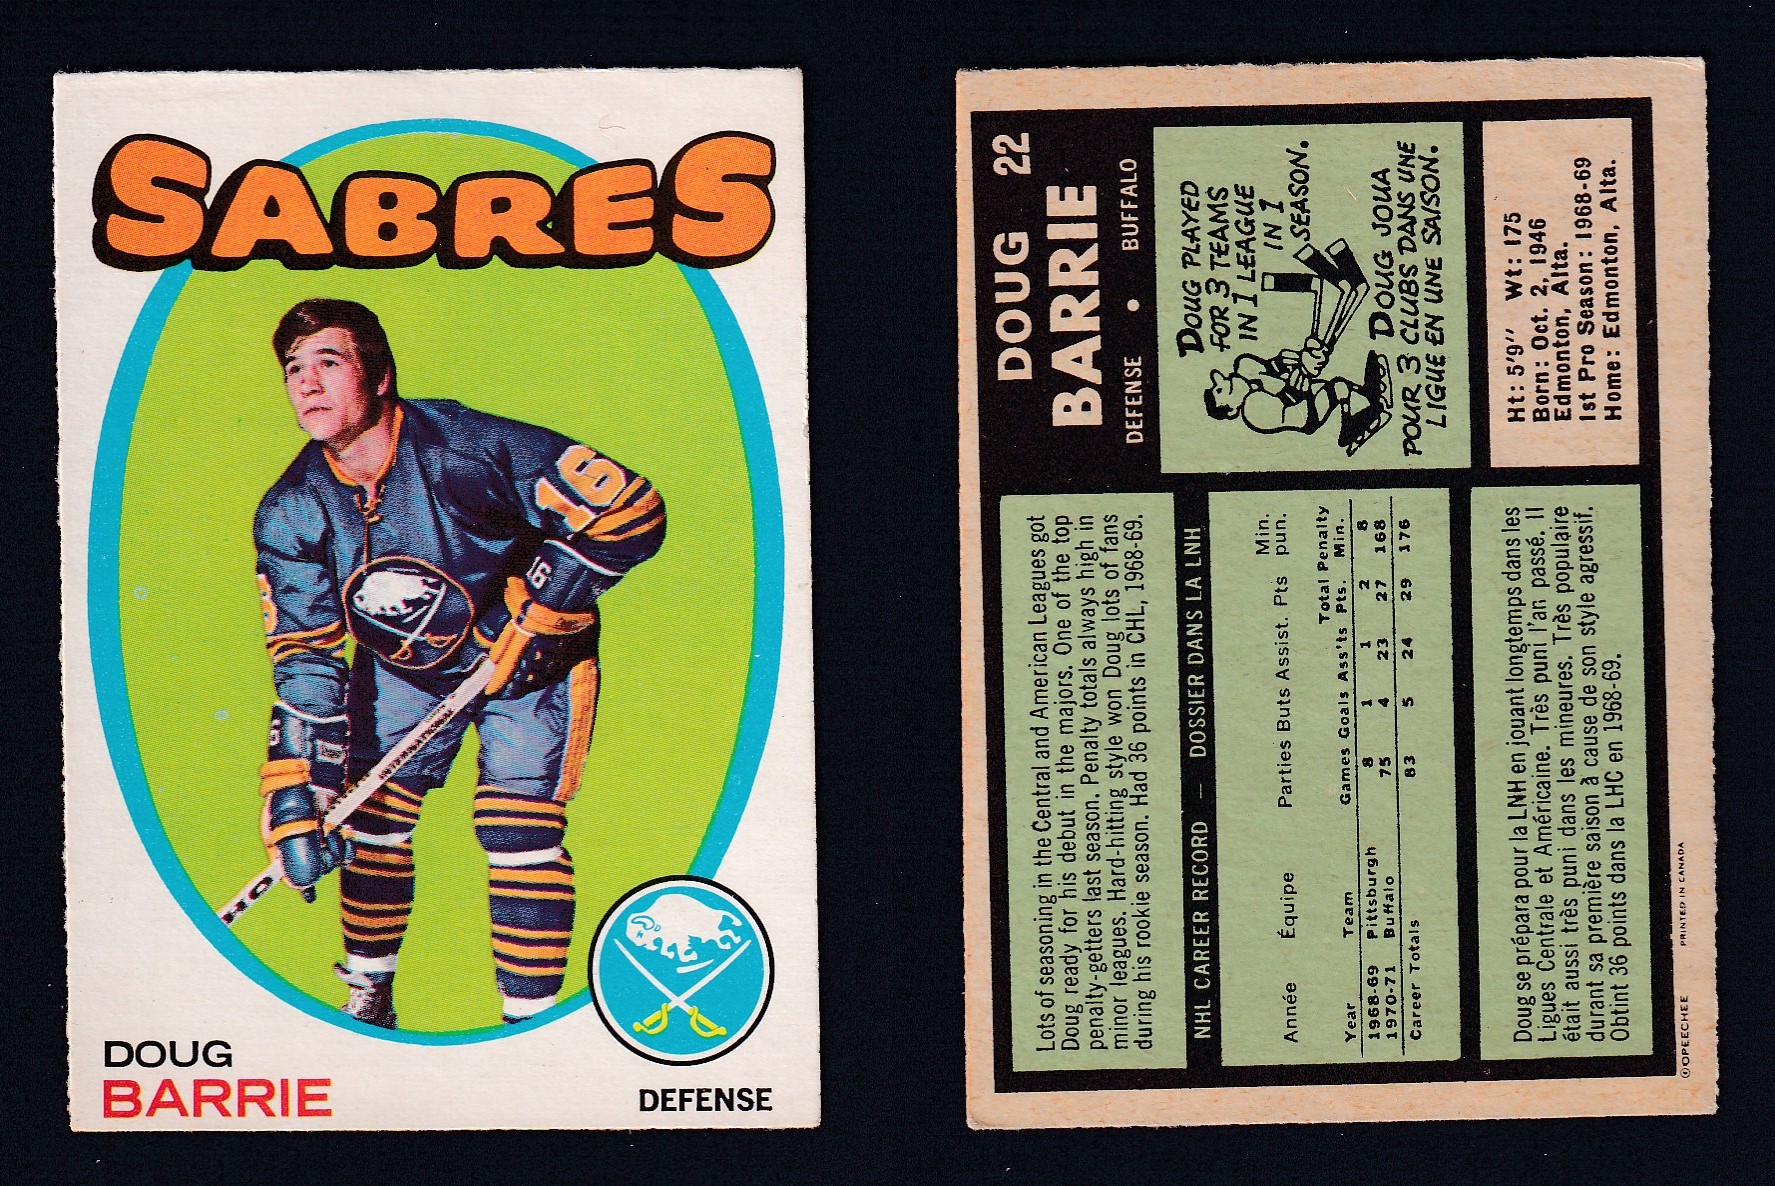 SABRES
16
16
16
INTERNATIONAL
HO
DOUG
BARRIE
DEFENSE
DOUG 22
BARRIE
DEFENSE • BUFFALO
DOUG PLAYED
FOR 3 TEAMS
IN 1 LEAGUE
IN 1
SEASON.
DOUG JOUA
POUR 3 CLUBS DANS UNE
LIGUE EN UNE SAISON.
Ht: 5'9" Wt: 175
Born: Oct. 2, 1946
Edmonton, Alta.
1st Pro Season: 1968-69
Home: Edmonton, Alta.
Lots of seasoning in the Central and American Leagues got
Doug ready for his debut in the majors. One of the top
penalty-getters last season. Penalty totals always high in
minor leagues. Hard-hitting style won Doug lots of fans
during his rookie season. Had 36 points in CHL, 1968-69.
NHL CAREER RECORD — DOSSIER DANS LA LNH
Année Équipe Parties Buts Assist. Pts Min. pun.
Year Team Games Goals Ass'ts Total Pts. Penalty Min.
1968-69 Pittsburgh 8 1 1 2 8
1970-71 Buffalo 75 4 23 27 168
Career Totals 83 5 24 29 176
Doug se prépara pour la LNH en jouant longtemps dans les
Ligues Centrale et Américaine. Très puni l'an passé. Il
était aussi très puni dans les mineures. Très populaire
durant sa première saison à cause de son style agressif.
Obtint 36 points dans la LHC en 1968-69.
©OPEECHEE PRINTED IN CANADA